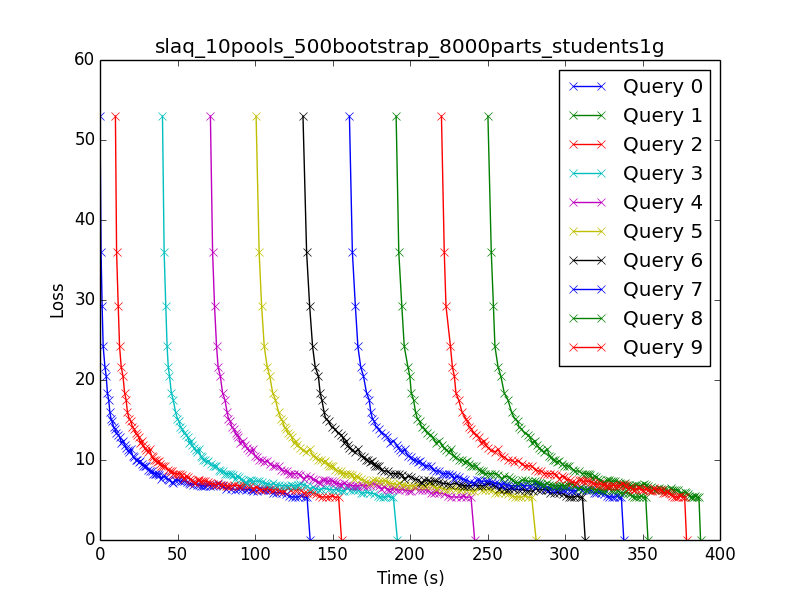 slaq_10pools_500bootstrap_8000parts_students1g
60
50
40
30
20
10
0
Loss
Query 0
Query 1
Query 2
Query 3
Query 4
Query 5
Query 6
Query 7
Query 8
Query 9
0 50 100 150 200 250 300 350 400
Time (s)